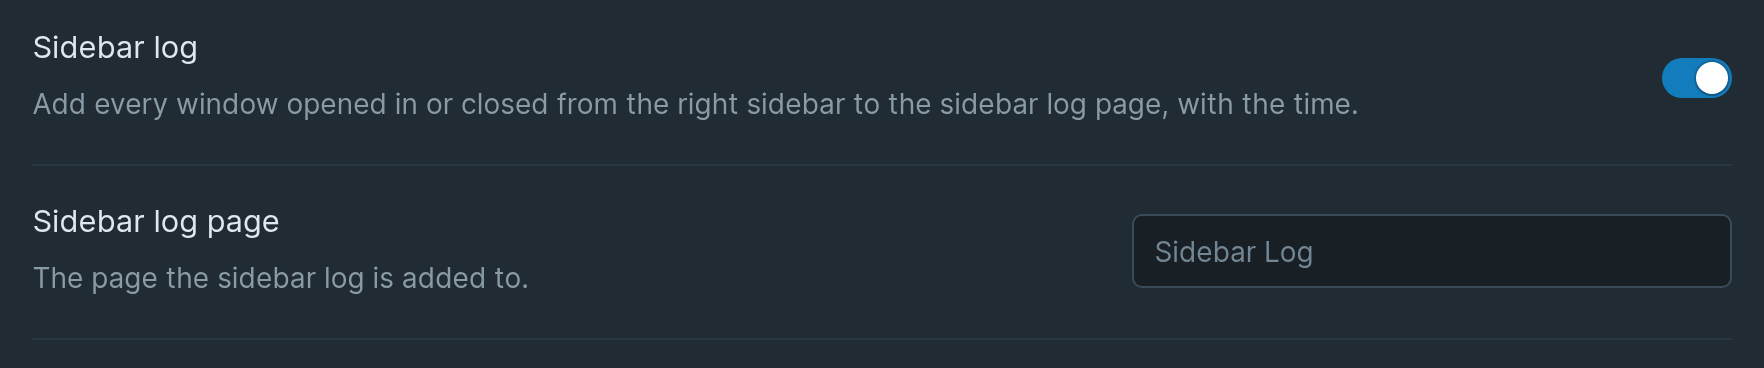 Sidebar log
Add every window opened in or closed from the right sidebar to the sidebar log page, with the time.
Sidebar log page
Sidebar Log
The page the sidebar log is added to.